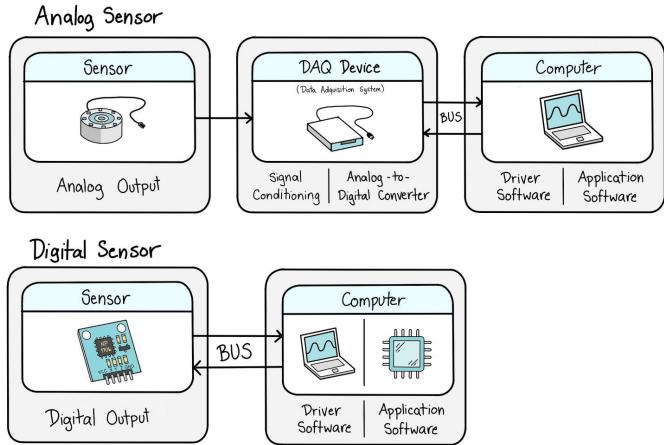 Analog Sensor
Sensor
Analog Output
DAQ Device
(Data Adquisition System)
Signal
Conditioning
Analog-to-
Digital Converter
BUS
Computer
Driver
Software
Application
Software
Digital Sensor
Sensor
Digital Output
BUS
Computer
Driver
Software
Application
Software